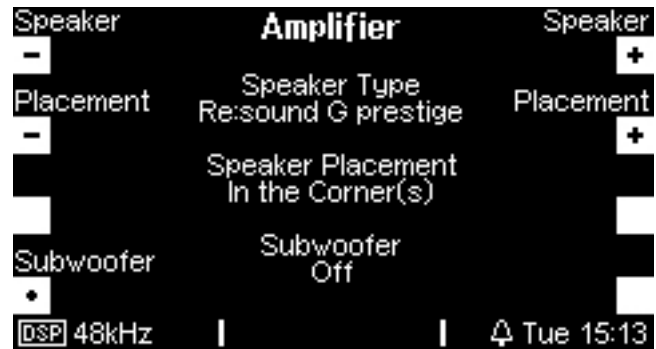 Speaker Amplifier Speaker
- +
Placement Speaker Type Placement
Re:sound G prestige
- +
Speaker Placement
In the Corner(s)
Subwoofer Subwoofer
Off
•
DSP 48kHz Tue 15:13